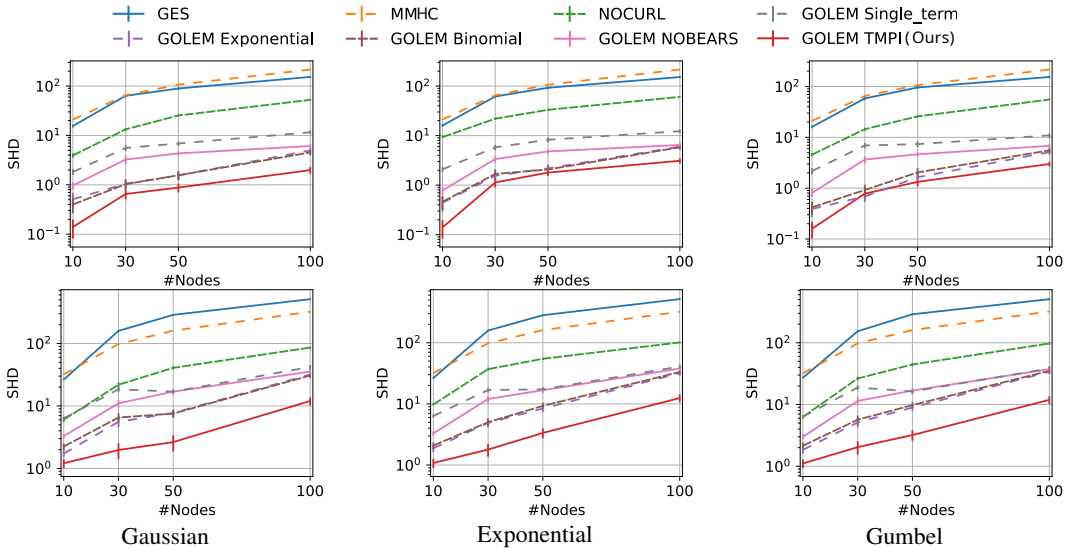 GES MMHC NOCURL GOLEM Single_term
GOLEM Exponential GOLEM Binomial GOLEM NOBEARS GOLEM TMPI(Ours)
SHD 10² 10¹ 10⁰ 10⁻¹
10 30 50 100
#Nodes
SHD 10² 10¹ 10⁰ 10⁻¹
10 30 50 100
#Nodes
SHD 10² 10¹ 10⁰ 10⁻¹
10 30 50 100
#Nodes
SHD 10² 10¹ 10⁰
10 30 50 100
#Nodes
Gaussian
SHD 10² 10¹ 10⁰
10 30 50 100
#Nodes
Exponential
SHD 10² 10¹ 10⁰
10 30 50 100
#Nodes
Gumbel